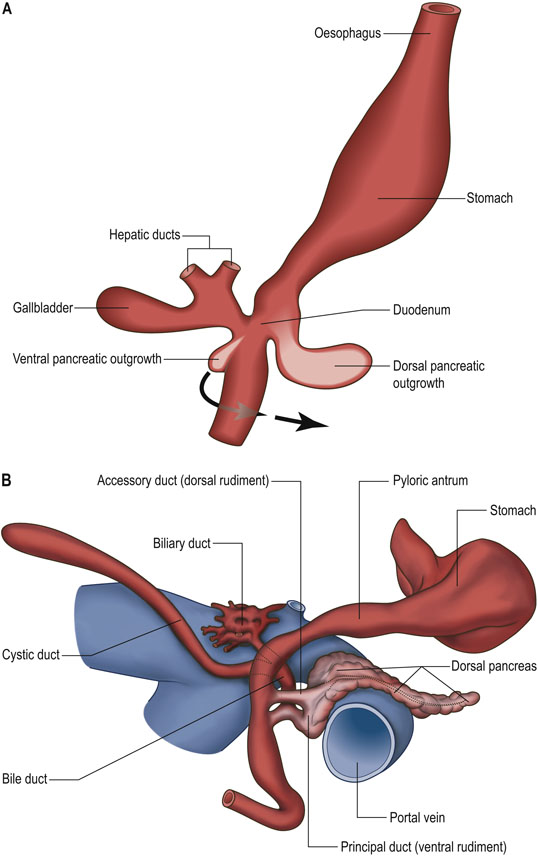 A
Oesophagus
Stomach
Hepatic ducts
Gallbladder
Duodenum
Ventral pancreatic outgrowth
Dorsal pancreatic
outgrowth
B
Accessory duct (dorsal rudiment)
Pyloric antrum
Stomach
Biliary duct
Cystic duct
Dorsal pancreas
Bile duct
Portal vein
Principal duct (ventral rudiment)